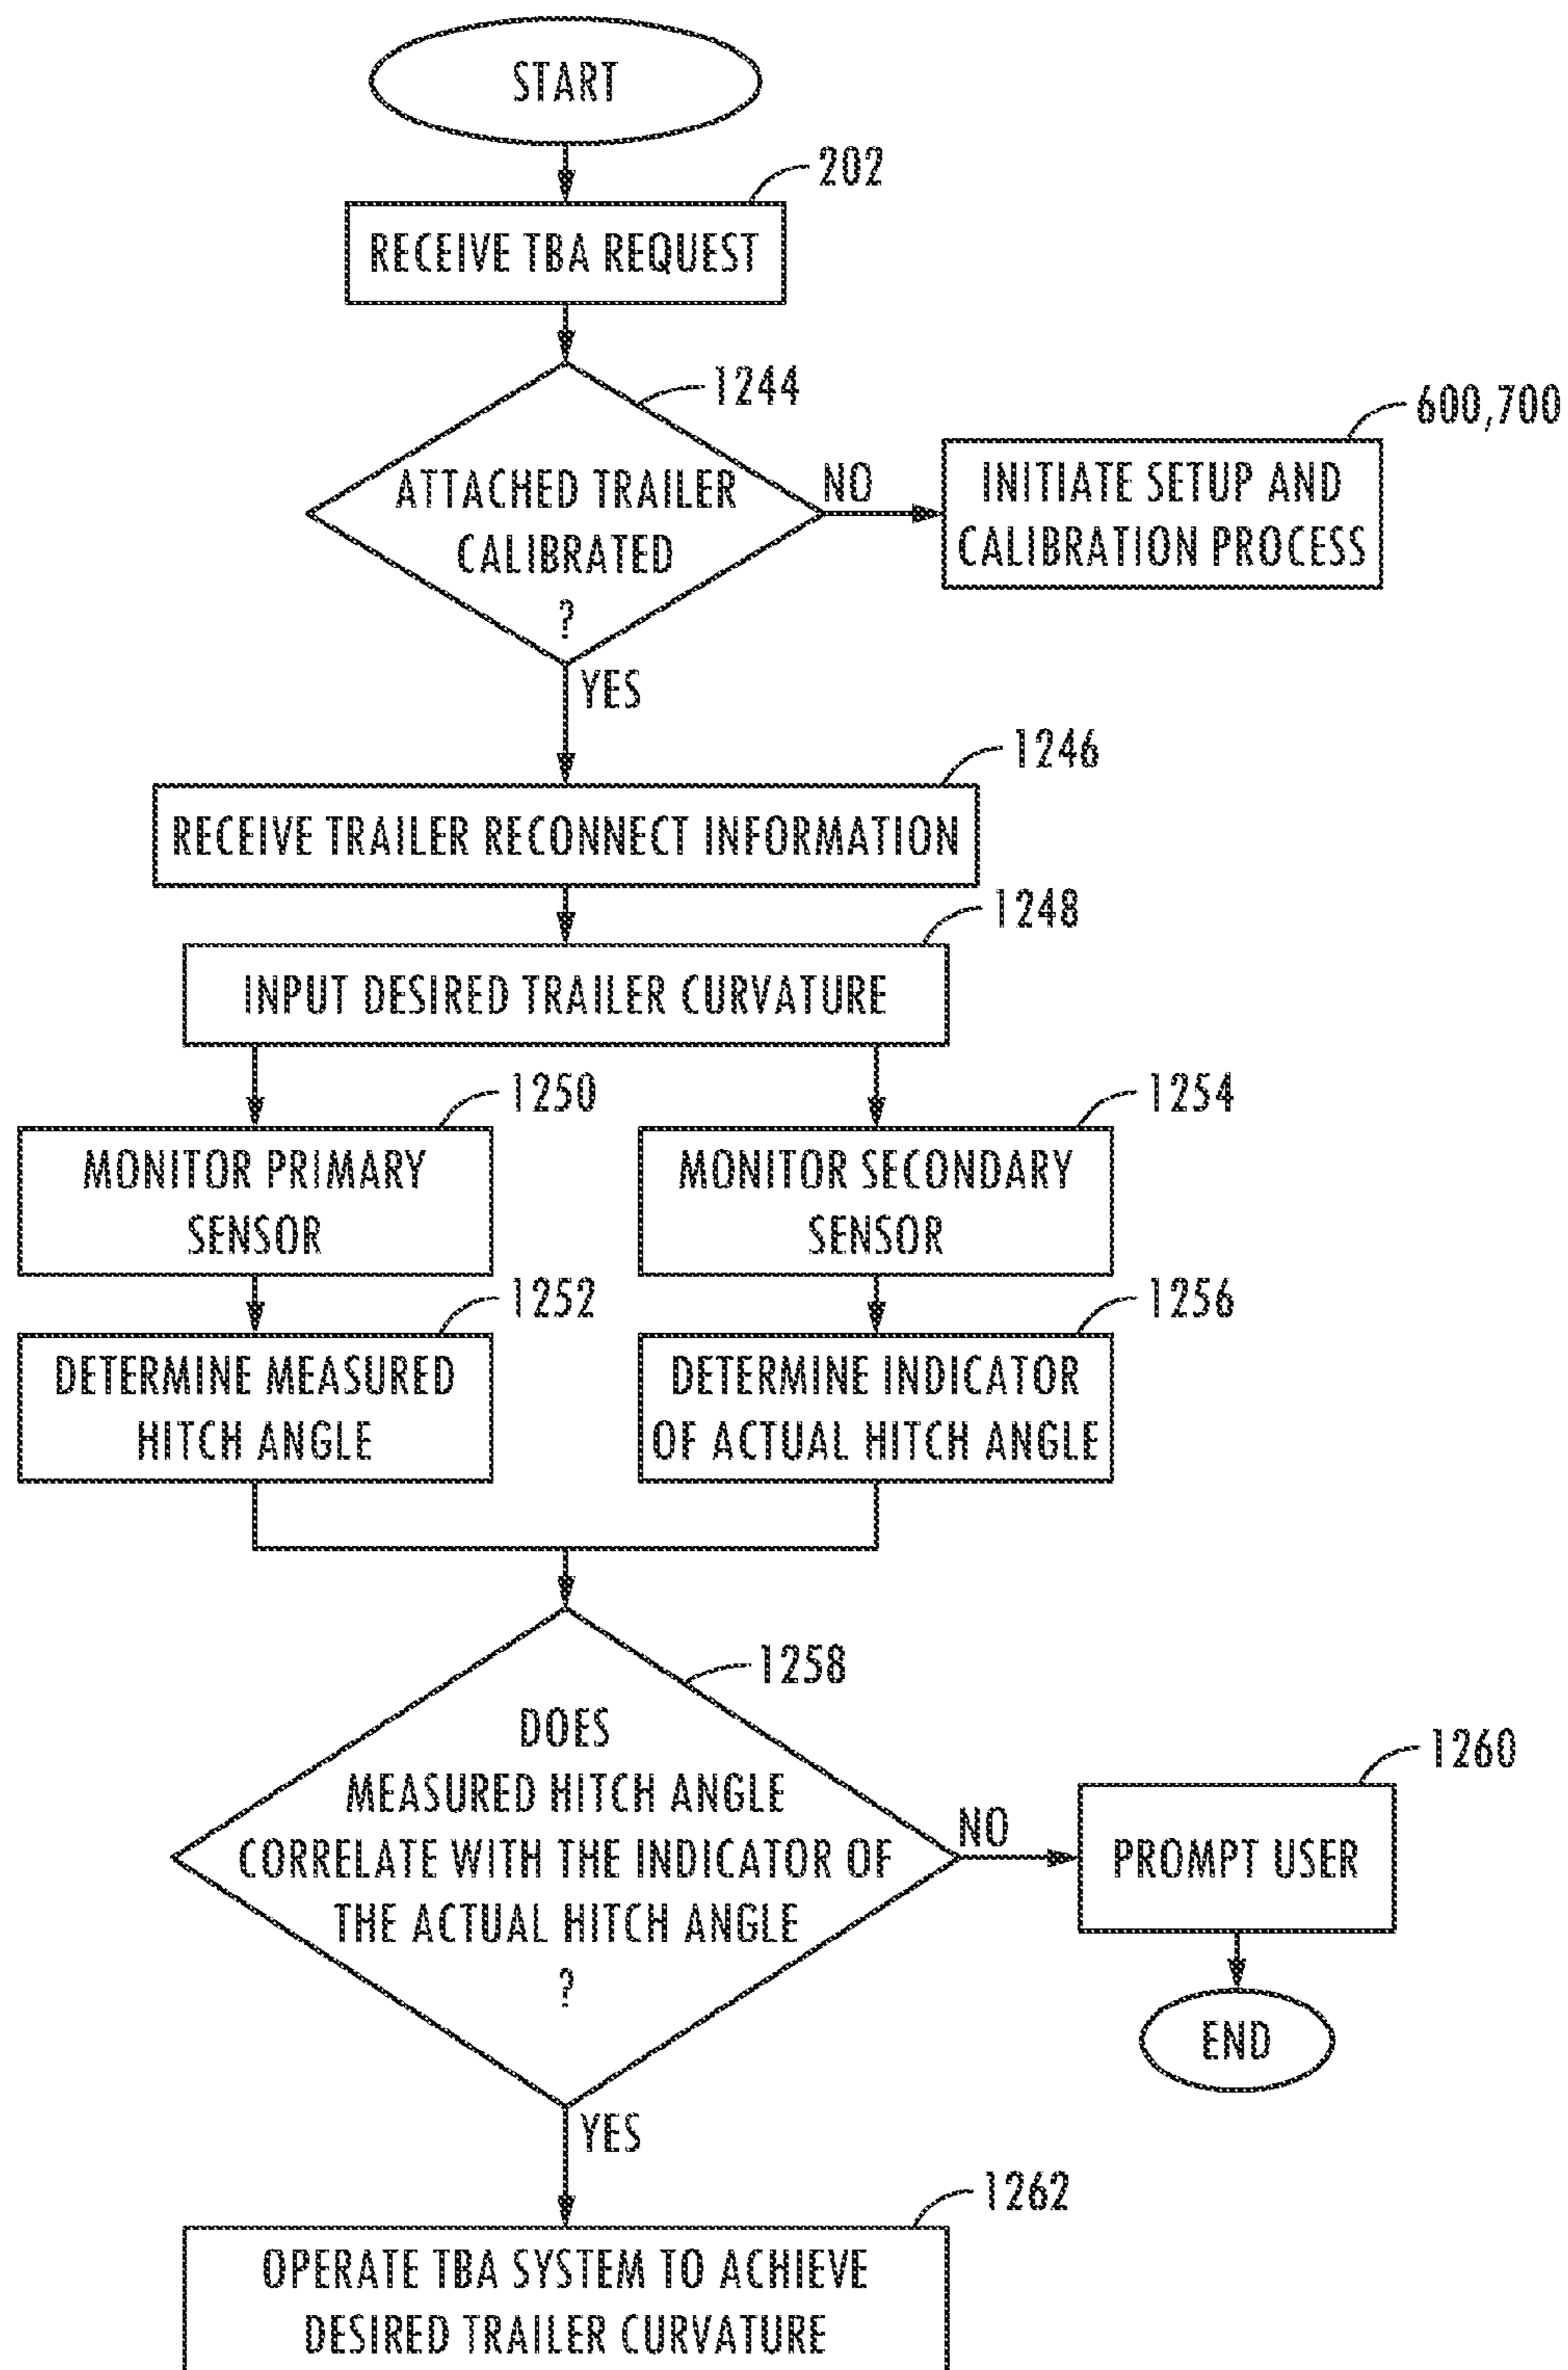 START
202
RECEIVE TBA REQUEST
1244
ATTACHED TRAILER
CALIBRATED
?
NO
600,700
INITIATE SETUP AND
CALIBRATION PROCESS
YES
1246
RECEIVE TRAILER RECONNECT INFORMATION
1248
INPUT DESIRED TRAILER CURVATURE
1250
MONITOR PRIMARY
SENSOR
1254
MONITOR SECONDARY
SENSOR
1252
DETERMINE MEASURED
HITCH ANGLE
1256
DETERMINE INDICATOR
OF ACTUAL HITCH ANGLE
1258
DOES
MEASURED HITCH ANGLE
CORRELATE WITH THE INDICATOR OF
THE ACTUAL HITCH ANGLE
?
NO
1260
PROMPT USER
END
YES
1262
OPERATE TBA SYSTEM TO ACHIEVE
DESIRED TRAILER CURVATURE